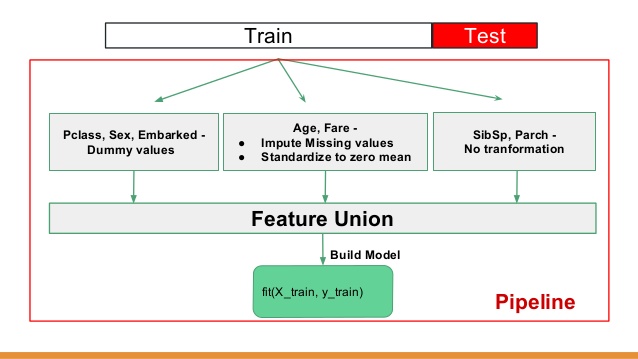 Train
Test
Pclass, Sex, Embarked -
Dummy values
Age, Fare -
● Impute Missing values
● Standardize to zero mean
SibSp, Parch -
No tranformation
Feature Union
Build Model
fit(X_train, y_train)
Pipeline